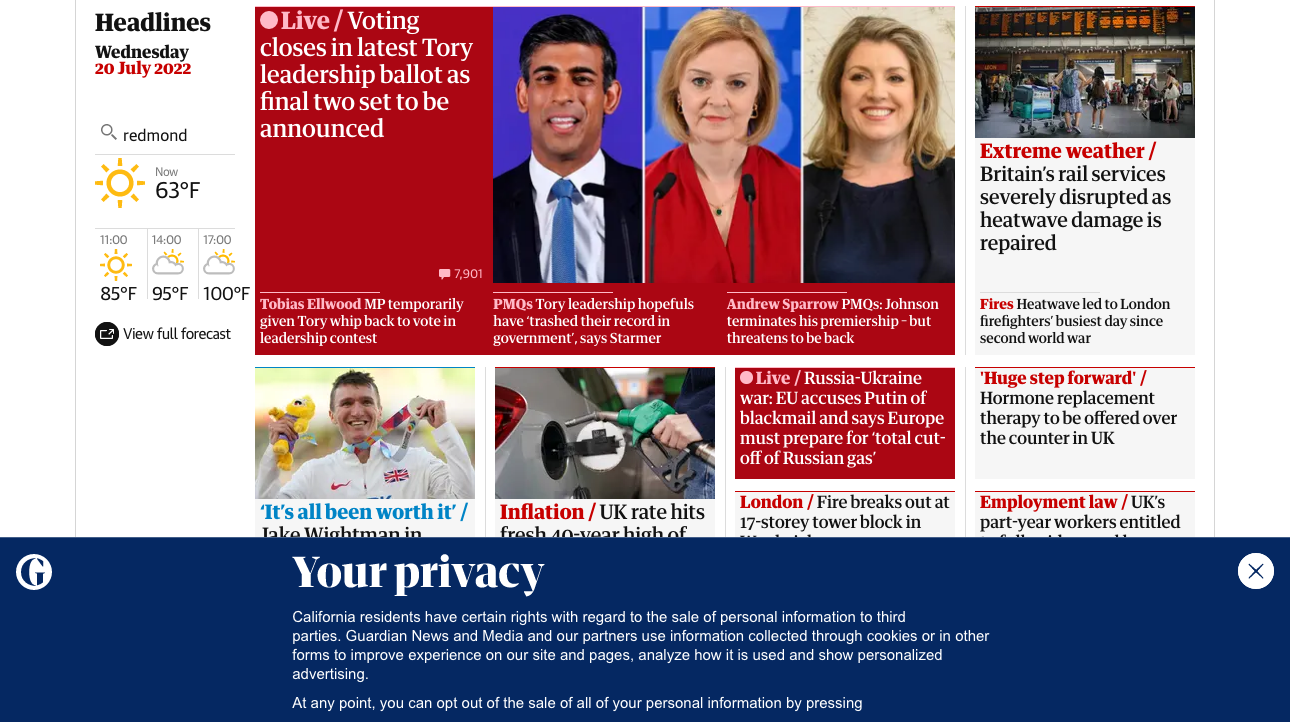 Headlines
Wednesday
20 July 2022
redmond
Now
63°F
11:00
14:00
17:00
85°F
95°F
100°F
View full forecast
Live / Voting
closes in latest Tory
leadership ballot as
final two set to be
announced
7,901
Tobias Ellwood MP temporarily
given Tory whip back to vote in
leadership contest
PMQs Tory leadership hopefuls
have ‘trashed their record in
government’, says Starmer
Andrew Sparrow PMQs: Johnson
terminates his premiership – but
threatens to be back
Extreme weather /
Britain’s rail services
severely disrupted as
heatwave damage is
repaired
Fires Heatwave led to London
firefighters’ busiest day since
second world war
‘It’s all been worth it’ /
Jake Wightman in
Inflation / UK rate hits
fresh 40-year high of
Live / Russia-Ukraine
war: EU accuses Putin of
blackmail and says Europe
must prepare for ‘total cut-
off of Russian gas’
London / Fire breaks out at
17-storey tower block in
'Huge step forward' /
Hormone replacement
therapy to be offered over
the counter in UK
Employment law / UK’s
part-year workers entitled
Your privacy
California residents have certain rights with regard to the sale of personal information to third
parties. Guardian News and Media and our partners use information collected through cookies or in other
forms to improve experience on our site and pages, analyze how it is used and show personalized
advertising.
At any point, you can opt out of the sale of all of your personal information by pressing